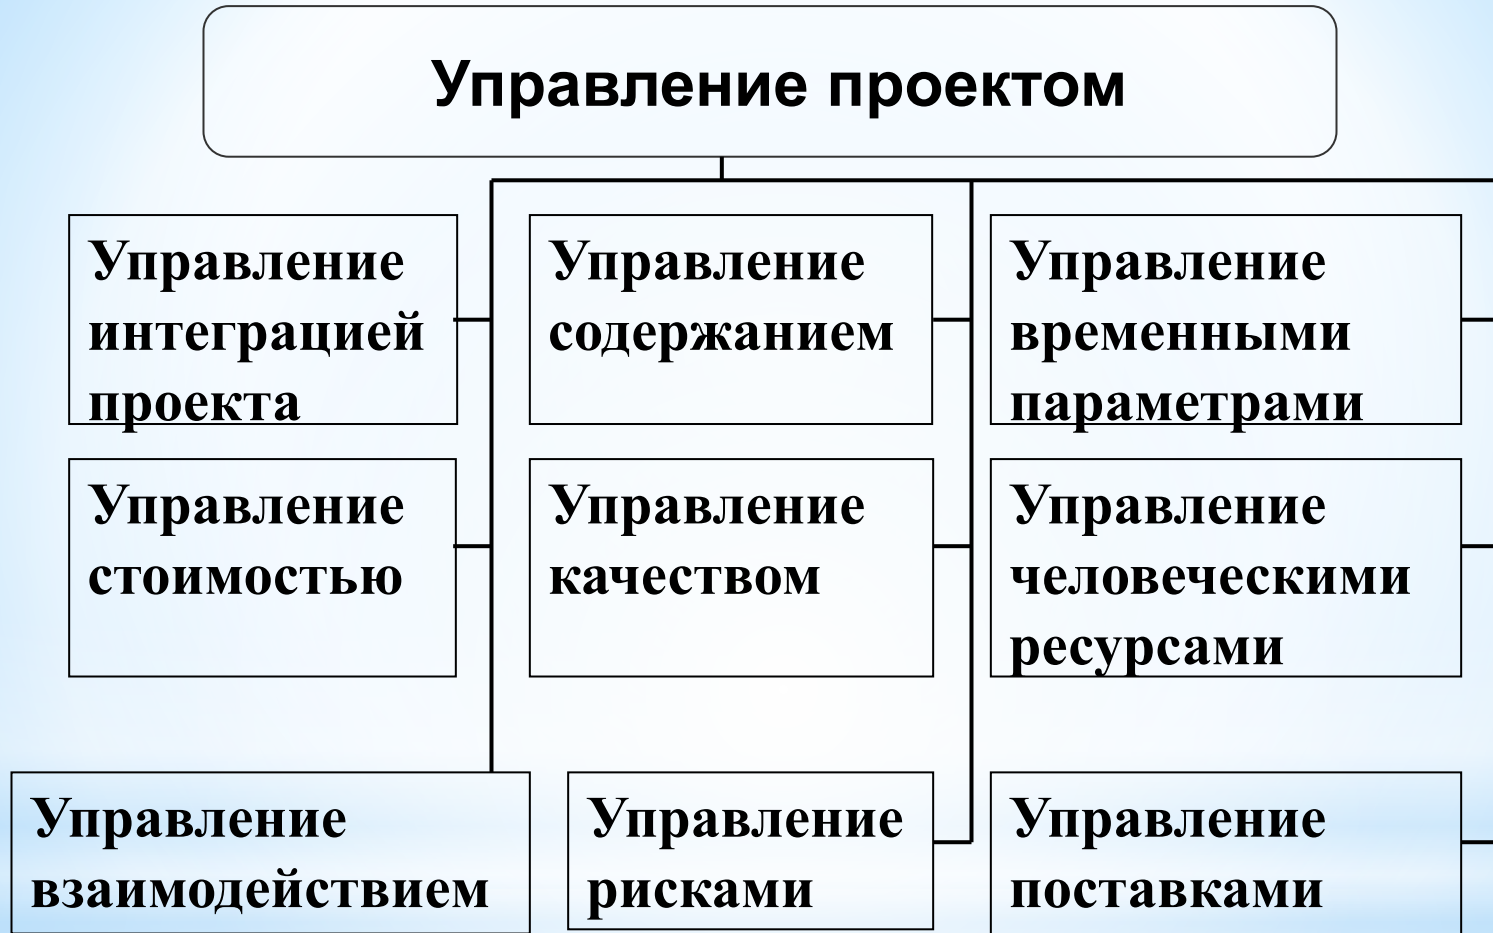 Управление проектом
Управление
интеграцией
проекта
Управление
содержанием
Управление
временными
параметрами
Управление
стоимостью
Управление
качеством
Управление
человеческими
ресурсами
Управление
взаимодействием
Управление
рисками
Управление
поставками